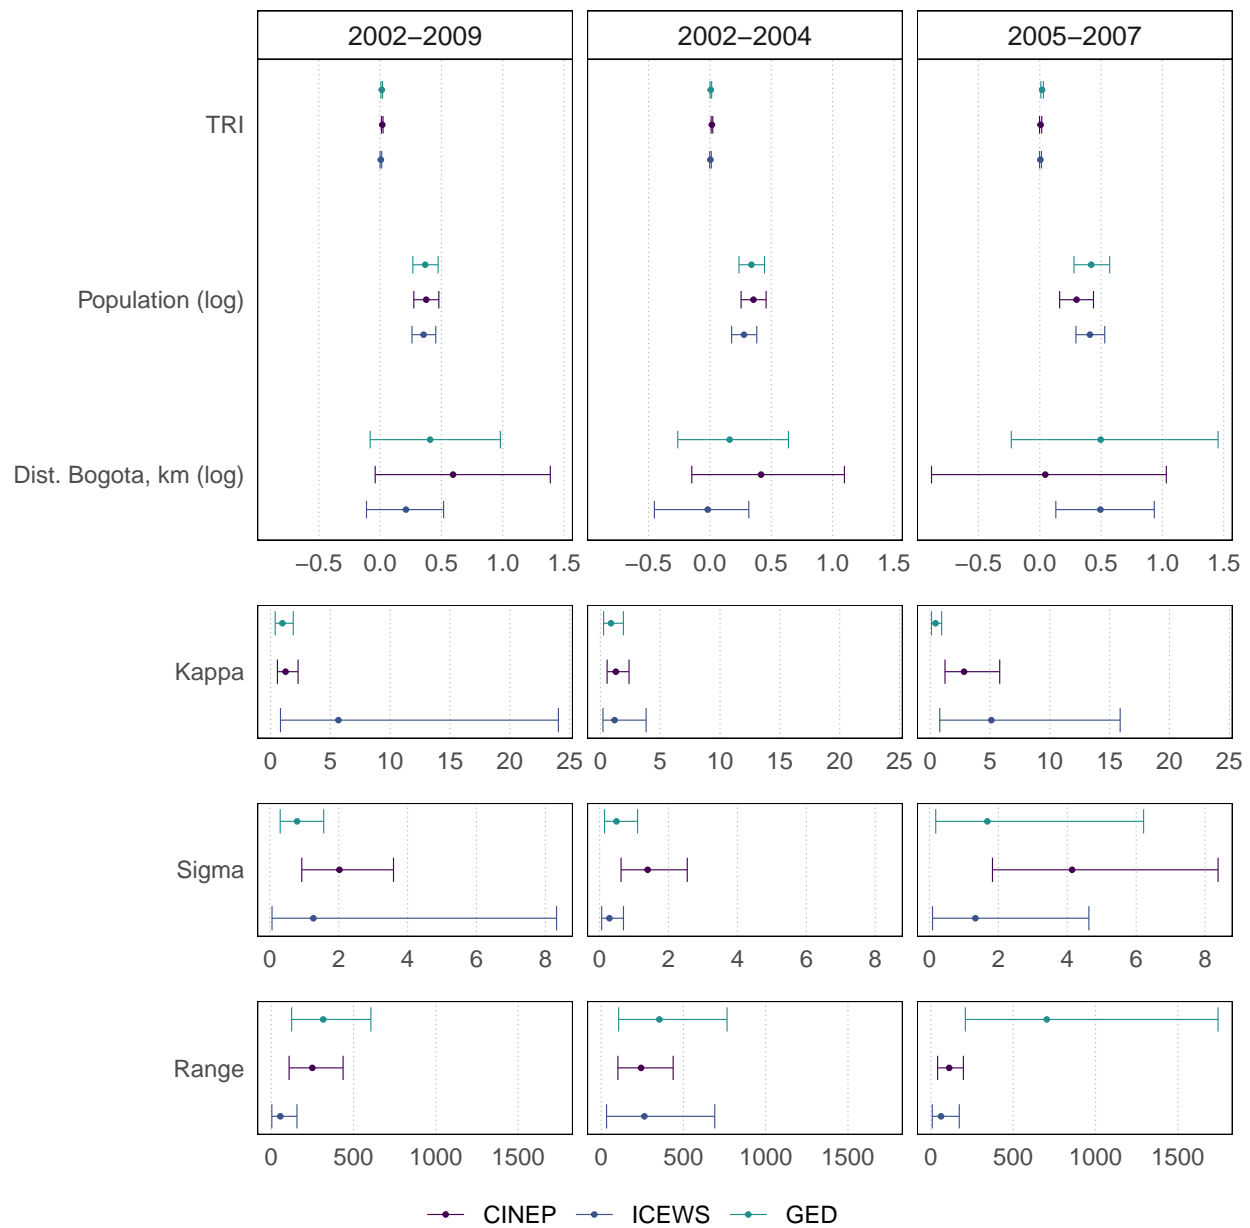 2002−2009 2002−2004 2005−2007
TRI
Population (log)
Dist. Bogota, km (log)
−0.5 0.0 0.5 1.0 1.5 −0.5 0.0 0.5 1.0 1.5 −0.5 0.0 0.5 1.0 1.5
Kappa
0 5 10 15 20 25 0 5 10 15 20 25 0 5 10 15 20 25
Sigma
0 2 4 6 8 0 2 4 6 8 0 2 4 6 8
Range
0 500 1000 1500 0 500 1000 1500 0 500 1000 1500
CINEP ICEWS GED